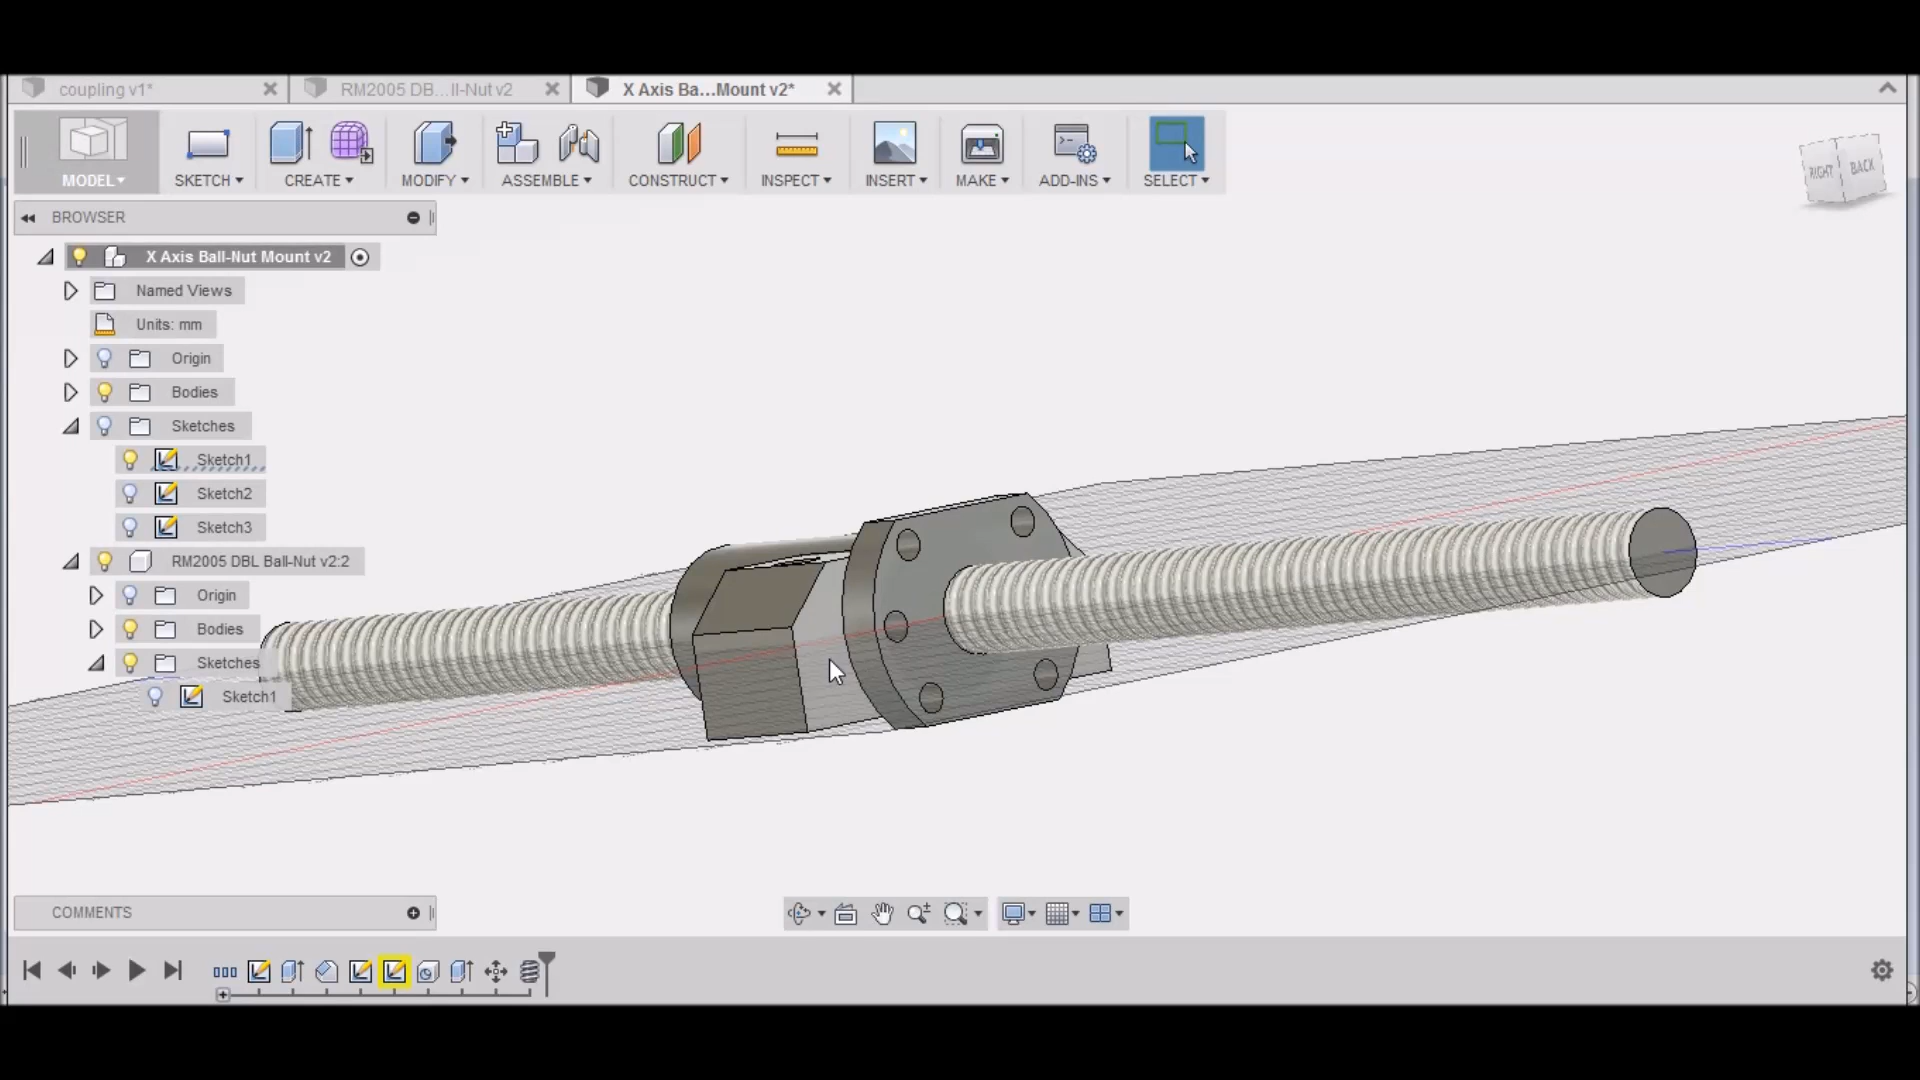 coupling v1*
RM2005 DB...ll-Nut v2
X Axis Ba...Mount v2*
MODEL
SKETCH
CREATE
MODIFY
ASSEMBLE
CONSTRUCT
INSPECT
INSERT
MAKE
ADD-INS
SELECT
RIGHT
BACK
BROWSER
X Axis Ball-Nut Mount v2
Named Views
Units: mm
Origin
Bodies
Sketches
Sketch1
Sketch2
Sketch3
RM2005 DBL Ball-Nut v2:2
Origin
Bodies
Sketches
Sketch1
COMMENTS